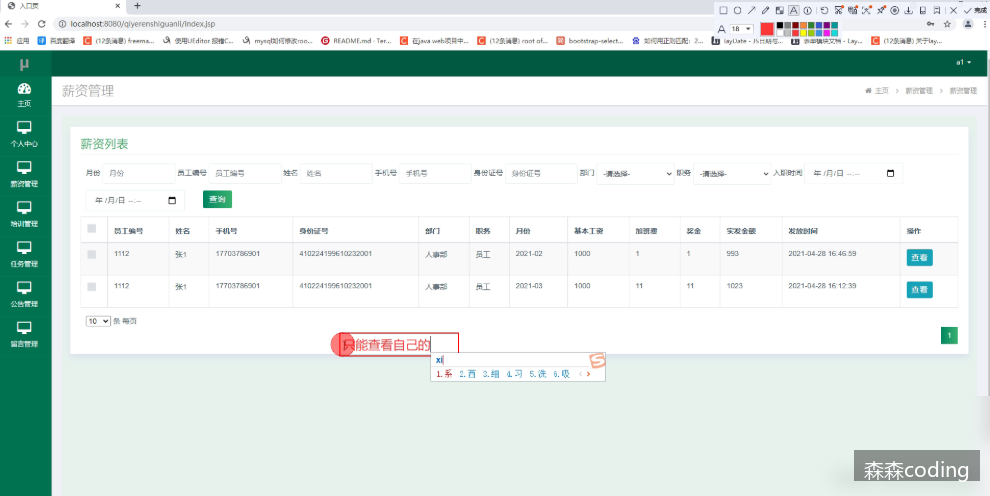 入口页
localhost:8080/qiyerenshiguanli/index.jsp
A 18 完成
应用 百度翻译 (12条消息) freema... 使用UEditor 报错C... mysql如何修改roo... README.md - Ter... 在java web项目中... (12条消息) root of... bootstrap-select... 如何用正则匹配: 2... layDate - JS日期与... 表单模块文档 - Lay... (12条消息) 关于lay...
μ a1
主页
个人中心
薪资管理
培训管理
任务管理
公告管理
留言管理
薪资管理
主页 > 薪资管理 > 薪资管理
薪资列表
月份 月份 员工编号 员工编号 姓名 姓名 手机号 手机号 身份证号 身份证号 部门 -请选择- 职务 -请选择- 入职时间 年 /月/日 --:--
年 /月/日 --:-- 查询
员工编号 姓名 手机号 身份证号 部门 职务 月份 基本工资 加班费 奖金 实发金额 发放时间 操作
1112 张1 17703786901 410224199610232001 人事部 员工 2021-02 1000 1 1 993 2021-04-28 16:46:59 查看
1112 张1 17703786901 410224199610232001 人事部 员工 2021-03 1000 11 11 1023 2021-04-28 16:12:39 查看
10 条 每页
1
只能查看自己的
xi
1.系 2.西 3.细 4.习 5.洗 6.吸
森森coding